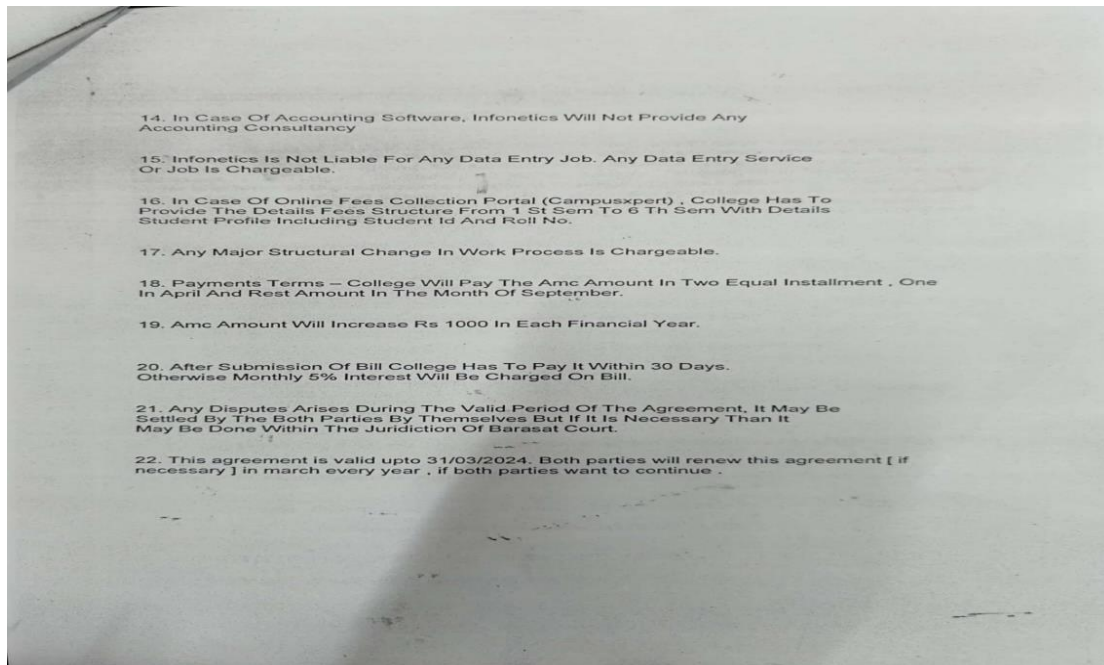 14. In Case Of Accounting Software, Infonetics Will Not Provide Any
Accounting Consultancy
15. Infonetics Is Not Liable For Any Data Entry Job. Any Data Entry Service
Or Job Is Chargeable.
16. In Case Of Online Fees Collection Portal (Campusxpert) , College Has To
Provide The Details Fees Structure From 1 St Sem To 6 Th Sem With Details
Student Profile Including Student Id And Roll No.
17. Any Major Structural Change In Work Process Is Chargeable.
18. Payments Terms – College Will Pay The Amc Amount In Two Equal Installment , One
In April And Rest Amount In The Month Of September.
19. Amc Amount Will Increase Rs 1000 In Each Financial Year.
20. After Submission Of Bill College Has To Pay It Within 30 Days.
Otherwise Monthly 5% Interest Will Be Charged On Bill.
21. Any Disputes Arises During The Valid Period Of The Agreement, It May Be
Settled By The Both Parties By Themselves But If It Is Necessary Than It
May Be Done Within The Juridiction Of Barasat Court.
22. This agreement is valid upto 31/03/2024. Both parties will renew this agreement [ if
necessary ] in march every year , if both parties want to continue .